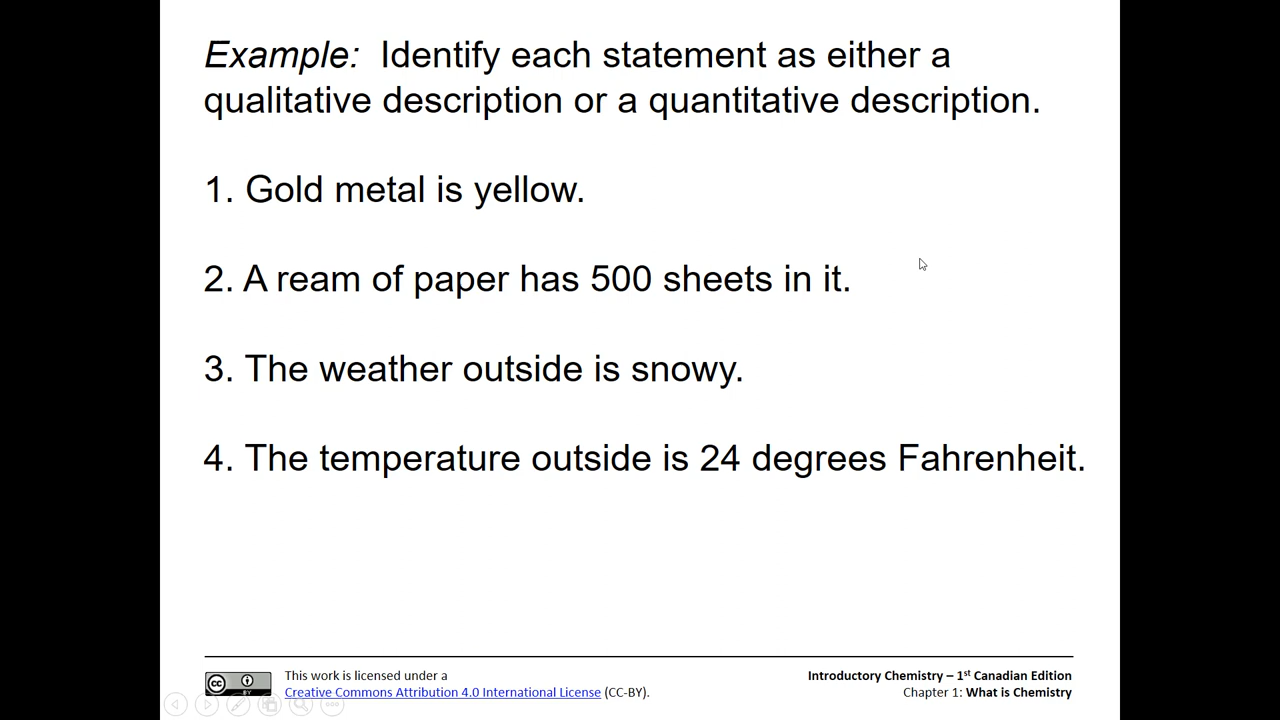 Example: Identify each statement as either a
qualitative description or a quantitative description.
1. Gold metal is yellow.
2. A ream of paper has 500 sheets in it.
3. The weather outside is snowy.
4. The temperature outside is 24 degrees Fahrenheit.
cc BY
This work is licensed under a
Creative Commons Attribution 4.0 International License (CC-BY).
Introductory Chemistry – 1st Canadian Edition
Chapter 1: What is Chemistry